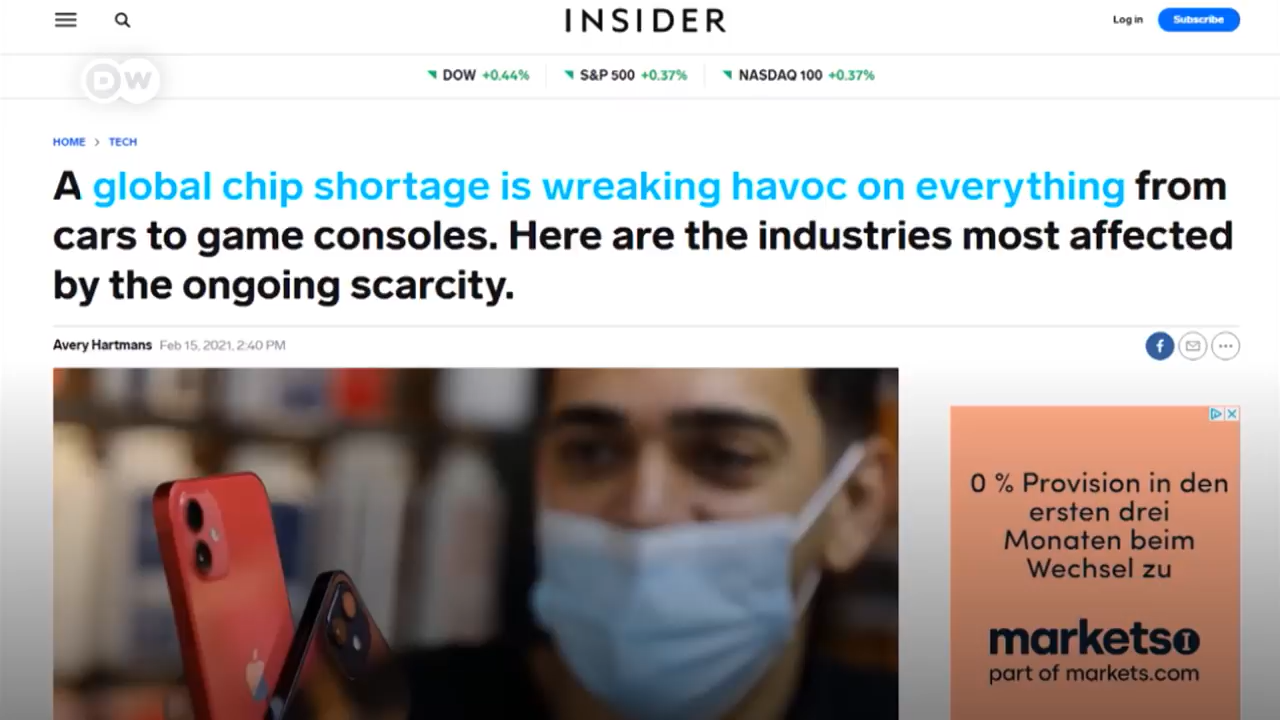 INSIDER
Log in
Subscribe
DW
DOW +0.44%
S&P 500 +0.37%
NASDAQ 100 +0.37%
HOME > TECH
A global chip shortage is wreaking havoc on everything from
cars to game consoles. Here are the industries most affected
by the ongoing scarcity.
Avery Hartmans Feb 15, 2021, 2:40 PM
0 % Provision in den
ersten drei
Monaten beim
Wechsel zu
markets
part of markets.com